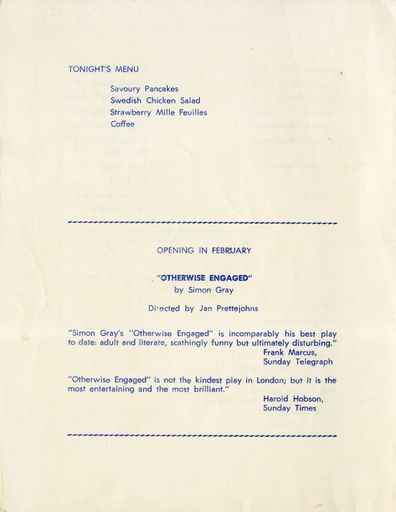 TONIGHT'S MENU
Savoury Pancakes
Swedish Chicken Salad
Strawberry Mille Feuilles
Coffee
OPENING IN FEBRUARY
"OTHERWISE ENGAGED"
by Simon Gray
Directed by Jan Prettejohns
"Simon Gray's "Otherwise Engaged" is incomparably his best play
to date: adult and literate, scathingly funny but ultimately disturbing."
Frank Marcus,
Sunday Telegraph
"Otherwise Engaged" is not the kindest play in London; but it is the
most entertaining and the most brilliant."
Harold Hobson,
Sunday Times